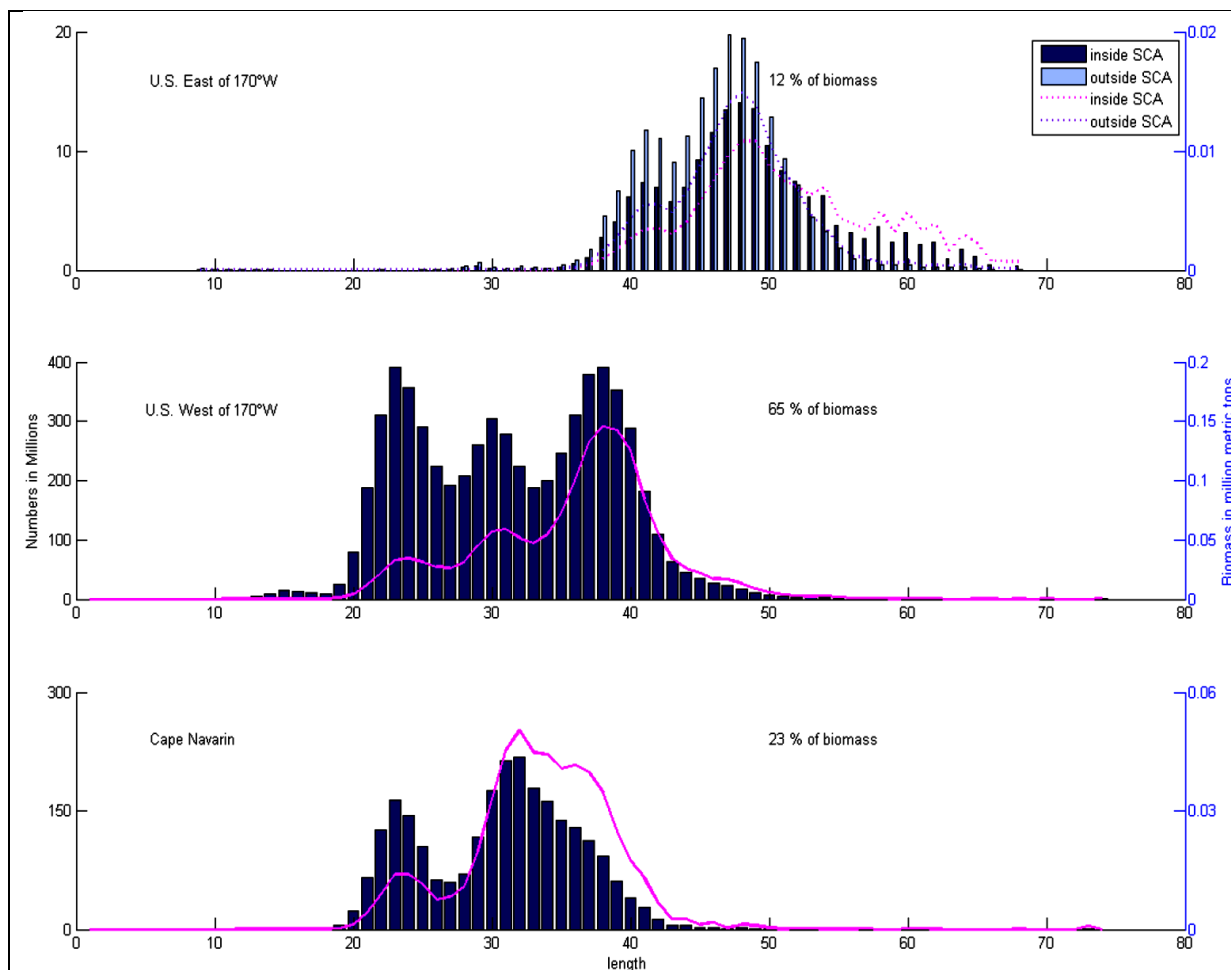 20
10
0
0.02
0.01
0
U.S. East of 170°W
12 % of biomass
inside SCA
outside SCA
inside SCA
outside SCA
0 10 20 30 40 50 60 70 80
400
300
200
100
0
0.2
0.15
0.1
0.05
0
U.S. West of 170°W
65 % of biomass
Numbers in Millions
Biomass in million metric tons
0 10 20 30 40 50 60 70 80
300
150
0
0.06
0.03
0
Cape Navarin
23 % of biomass
0 10 20 30 40 50 60 70 80
length